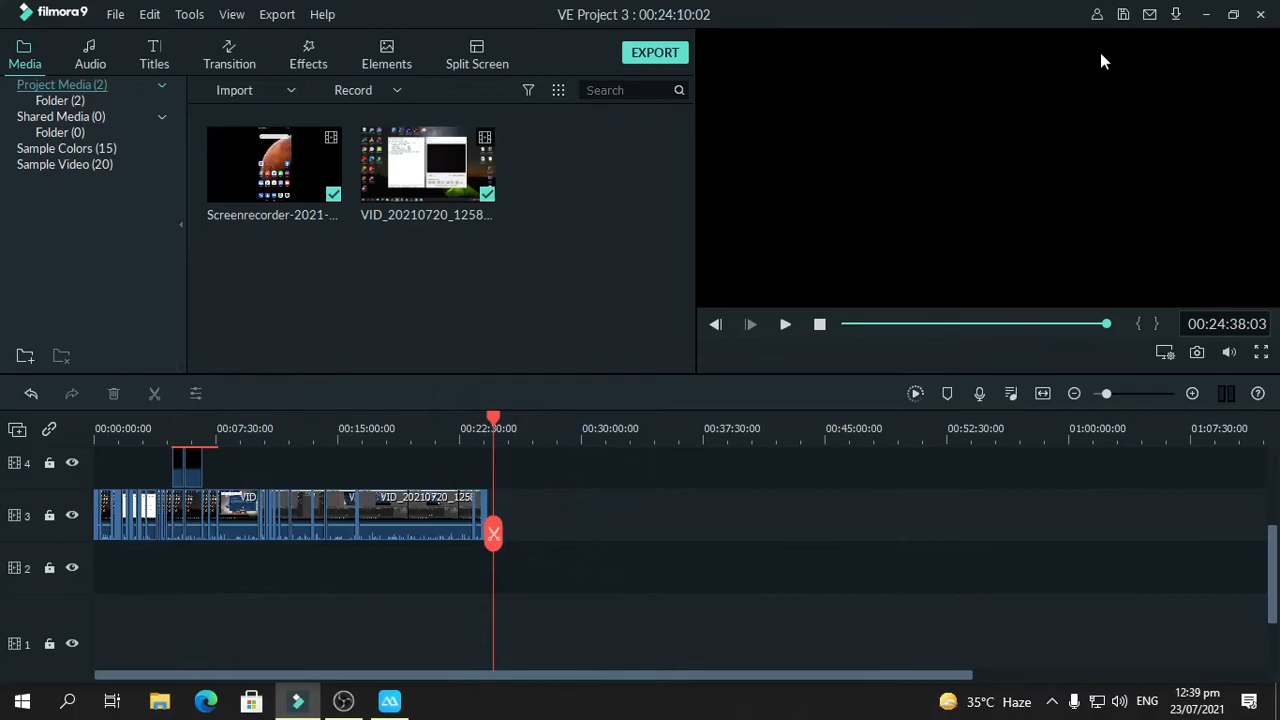 filmora9 File Edit Tools View Export Help VE Project 3 : 00:24:10:02
Media Audio Titles Transition Effects Elements Split Screen EXPORT
Project Media (2)
Folder (2)
Shared Media (0)
Folder (0)
Sample Colors (15)
Sample Video (20)
Import Record Search
Screenrecorder-2021-... VID_20210720_1258...
00:24:38:03
00:00:00:00 00:07:30:00 00:15:00:00 00:22:30:00 00:30:00:00 00:37:30:00 00:45:00:00 00:52:30:00 01:00:00:00 01:07:30:00
4
VID V VID_20210720_1258
3
2
1
35°C Haze ENG 12:39 pm
23/07/2021